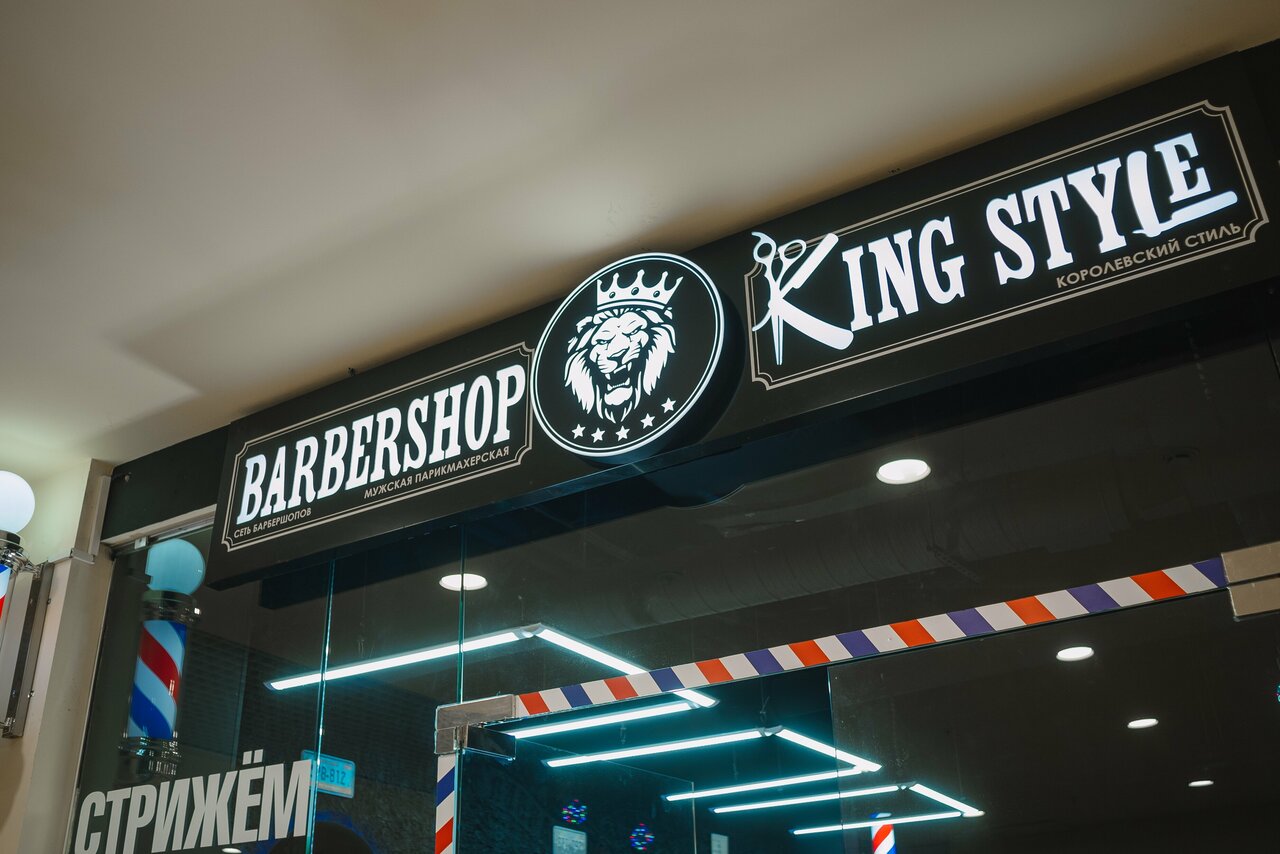 BARBERSHOP
СЕТЬ БАРБЕРШОПОВ
МУЖСКАЯ ПАРИКМАХЕРСКАЯ
KING STYLE
КОРОЛЕВСКИЙ СТИЛЬ
СТРИЖЁМ